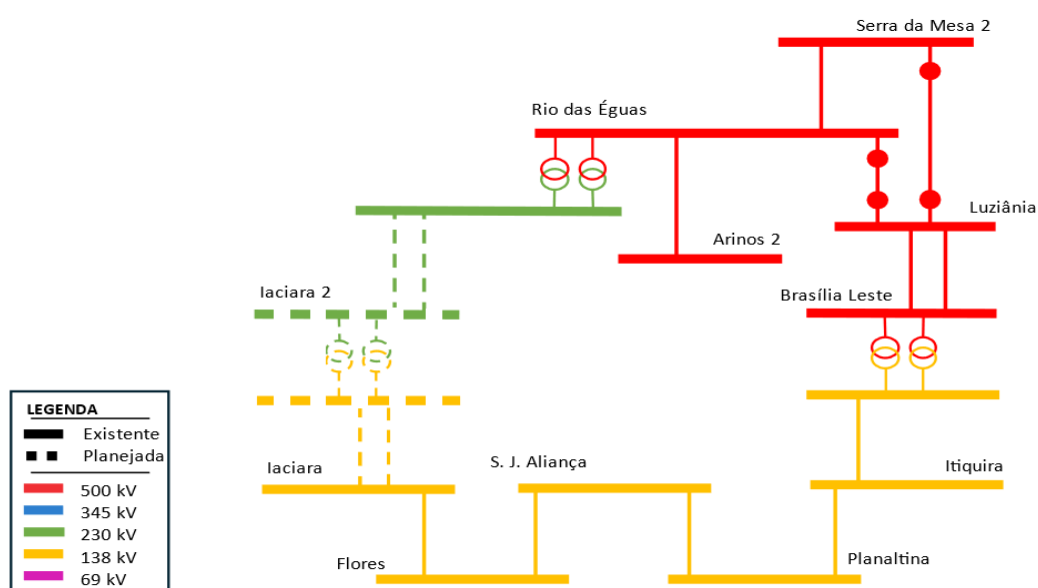 Serra da Mesa 2
Rio das Éguas
Luziânia
Arinos 2
Iaciara 2
Brasília Leste
LEGENDA
Existente
Planejada
500 kV
345 kV
230 kV
138 kV
69 kV
Iaciara
S. J. Aliança
Itiquira
Flores
Planaltina